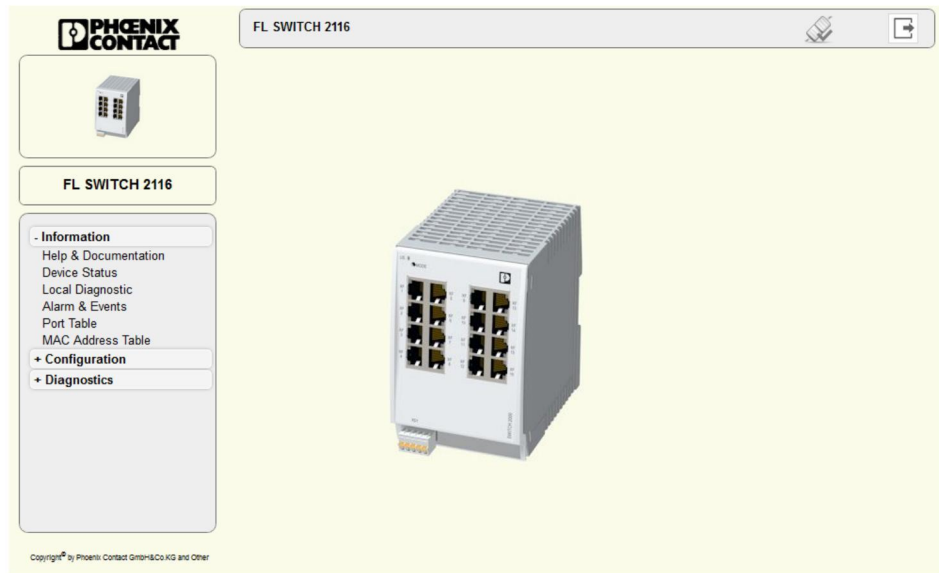 PHŒNIX
CONTACT
FL SWITCH 2116
FL SWITCH 2116
- Information
Help & Documentation
Device Status
Local Diagnostic
Alarm & Events
Port Table
MAC Address Table
+ Configuration
+ Diagnostics
Copyright© by Phoenix Contact GmbH&Co.KG and Other